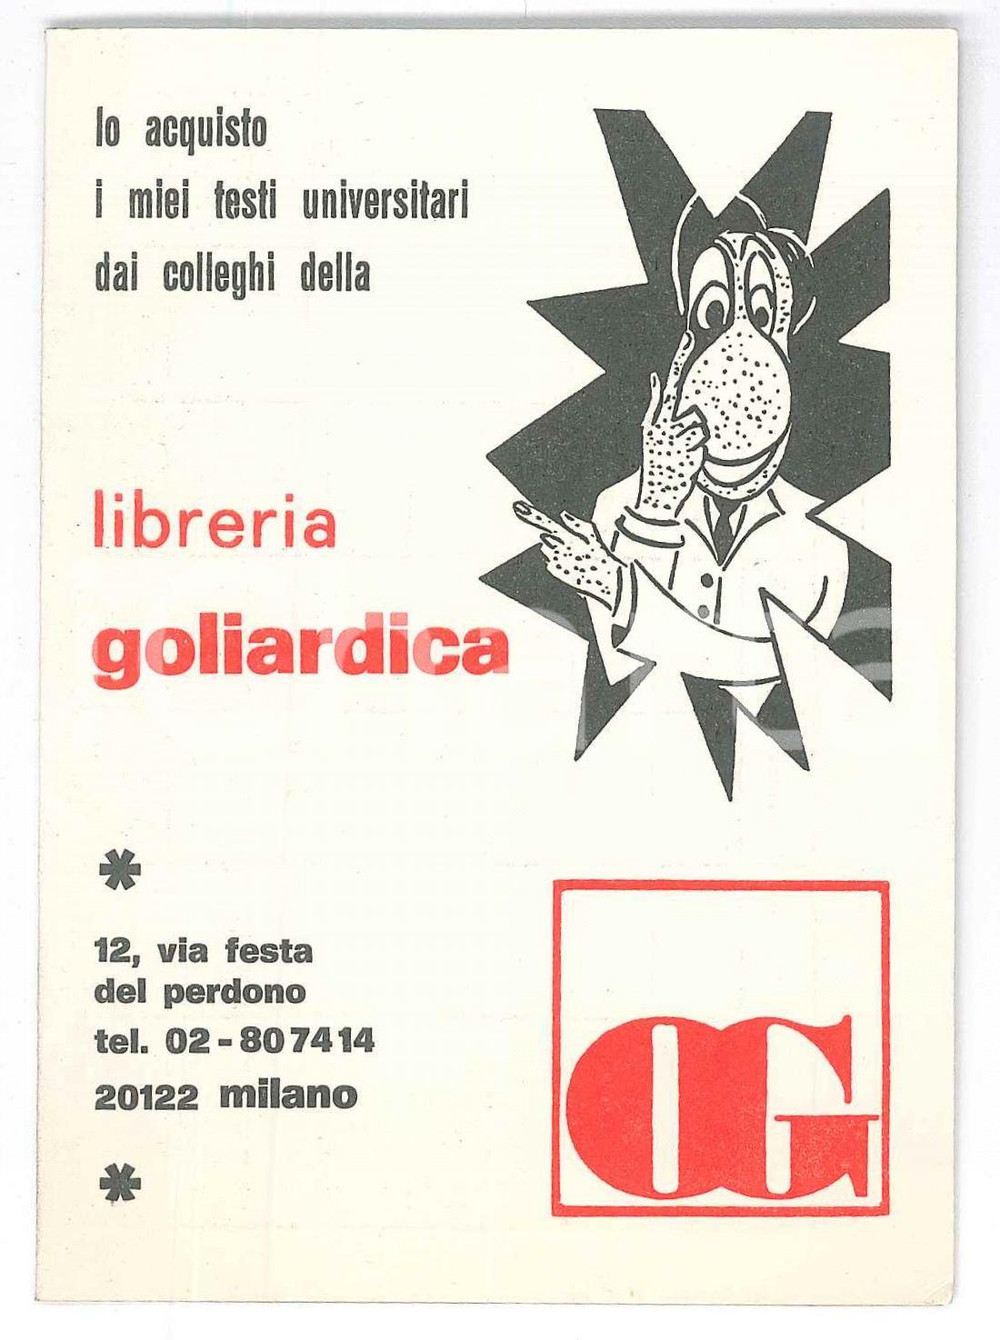 Io acquisto
i miei testi universitari
dai colleghi della
libreria
goliardica
12, via festa
del perdono
tel. 02-807414
20122 milano
OG